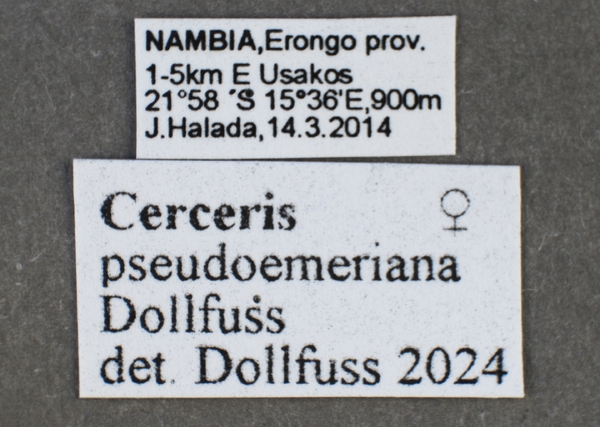 NAMBIA,Erongo prov.
1-5km E Usakos
21°58 ´S 15°36'E,900m
J.Halada,14.3.2014
Cerceris ♀
pseudoemeriana
Dollfuss
det. Dollfuss 2024